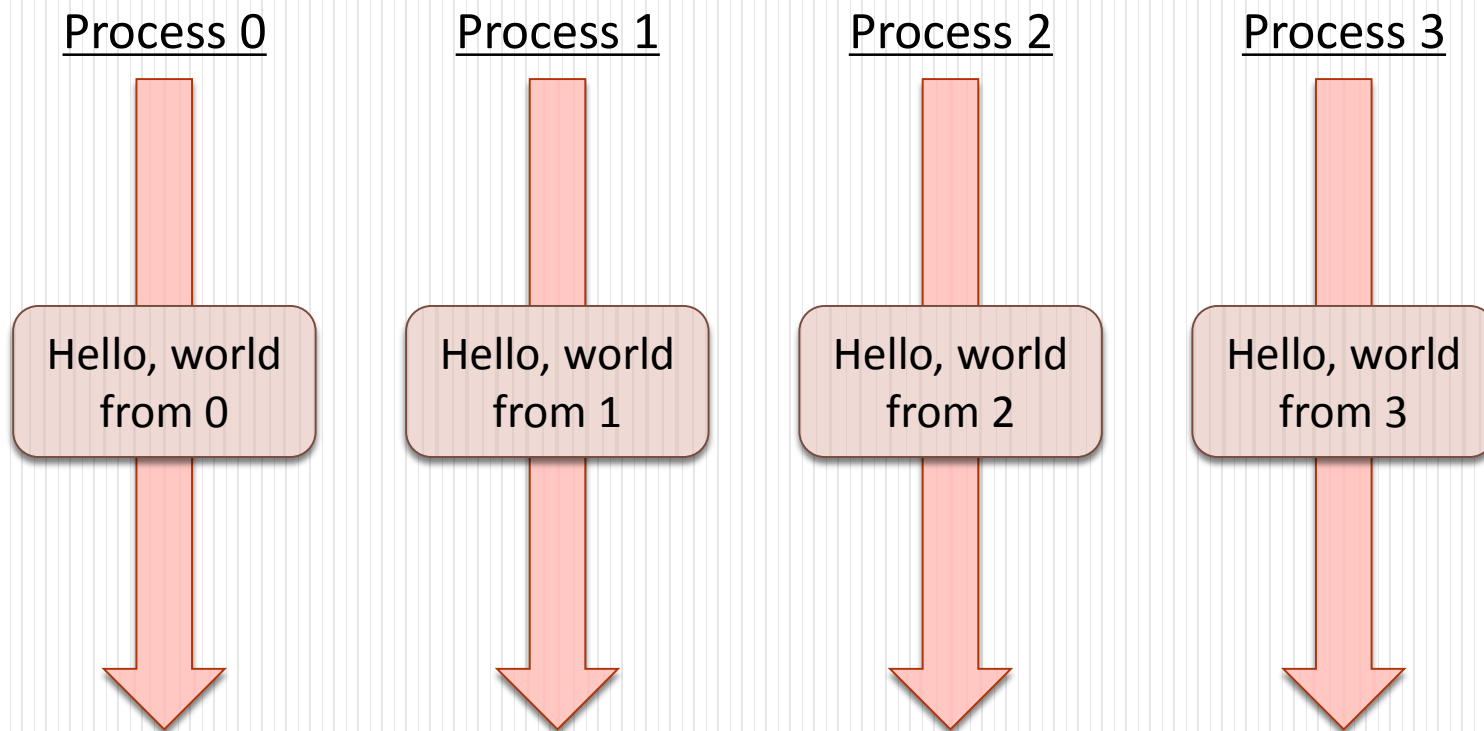 Process 0
Process 1
Process 2
Process 3
Hello, world
from 0
Hello, world
from 1
Hello, world
from 2
Hello, world
from 3